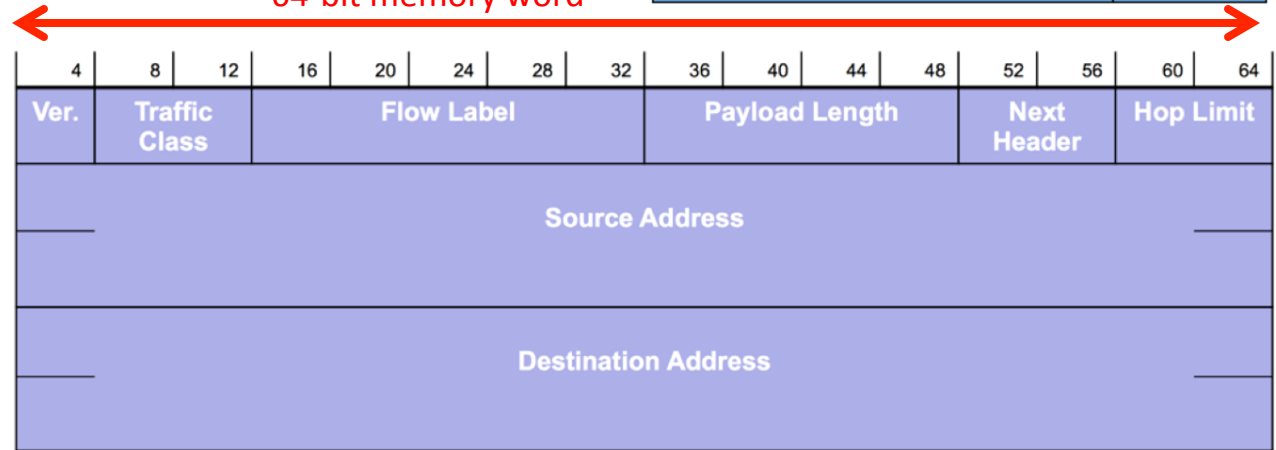 64-bit memory word
4 8 12 16 20 24 28 32 36 40 44 48 52 56 60 64
Ver. Traffic Class Flow Label Payload Length Next Header Hop Limit
Source Address
Destination Address